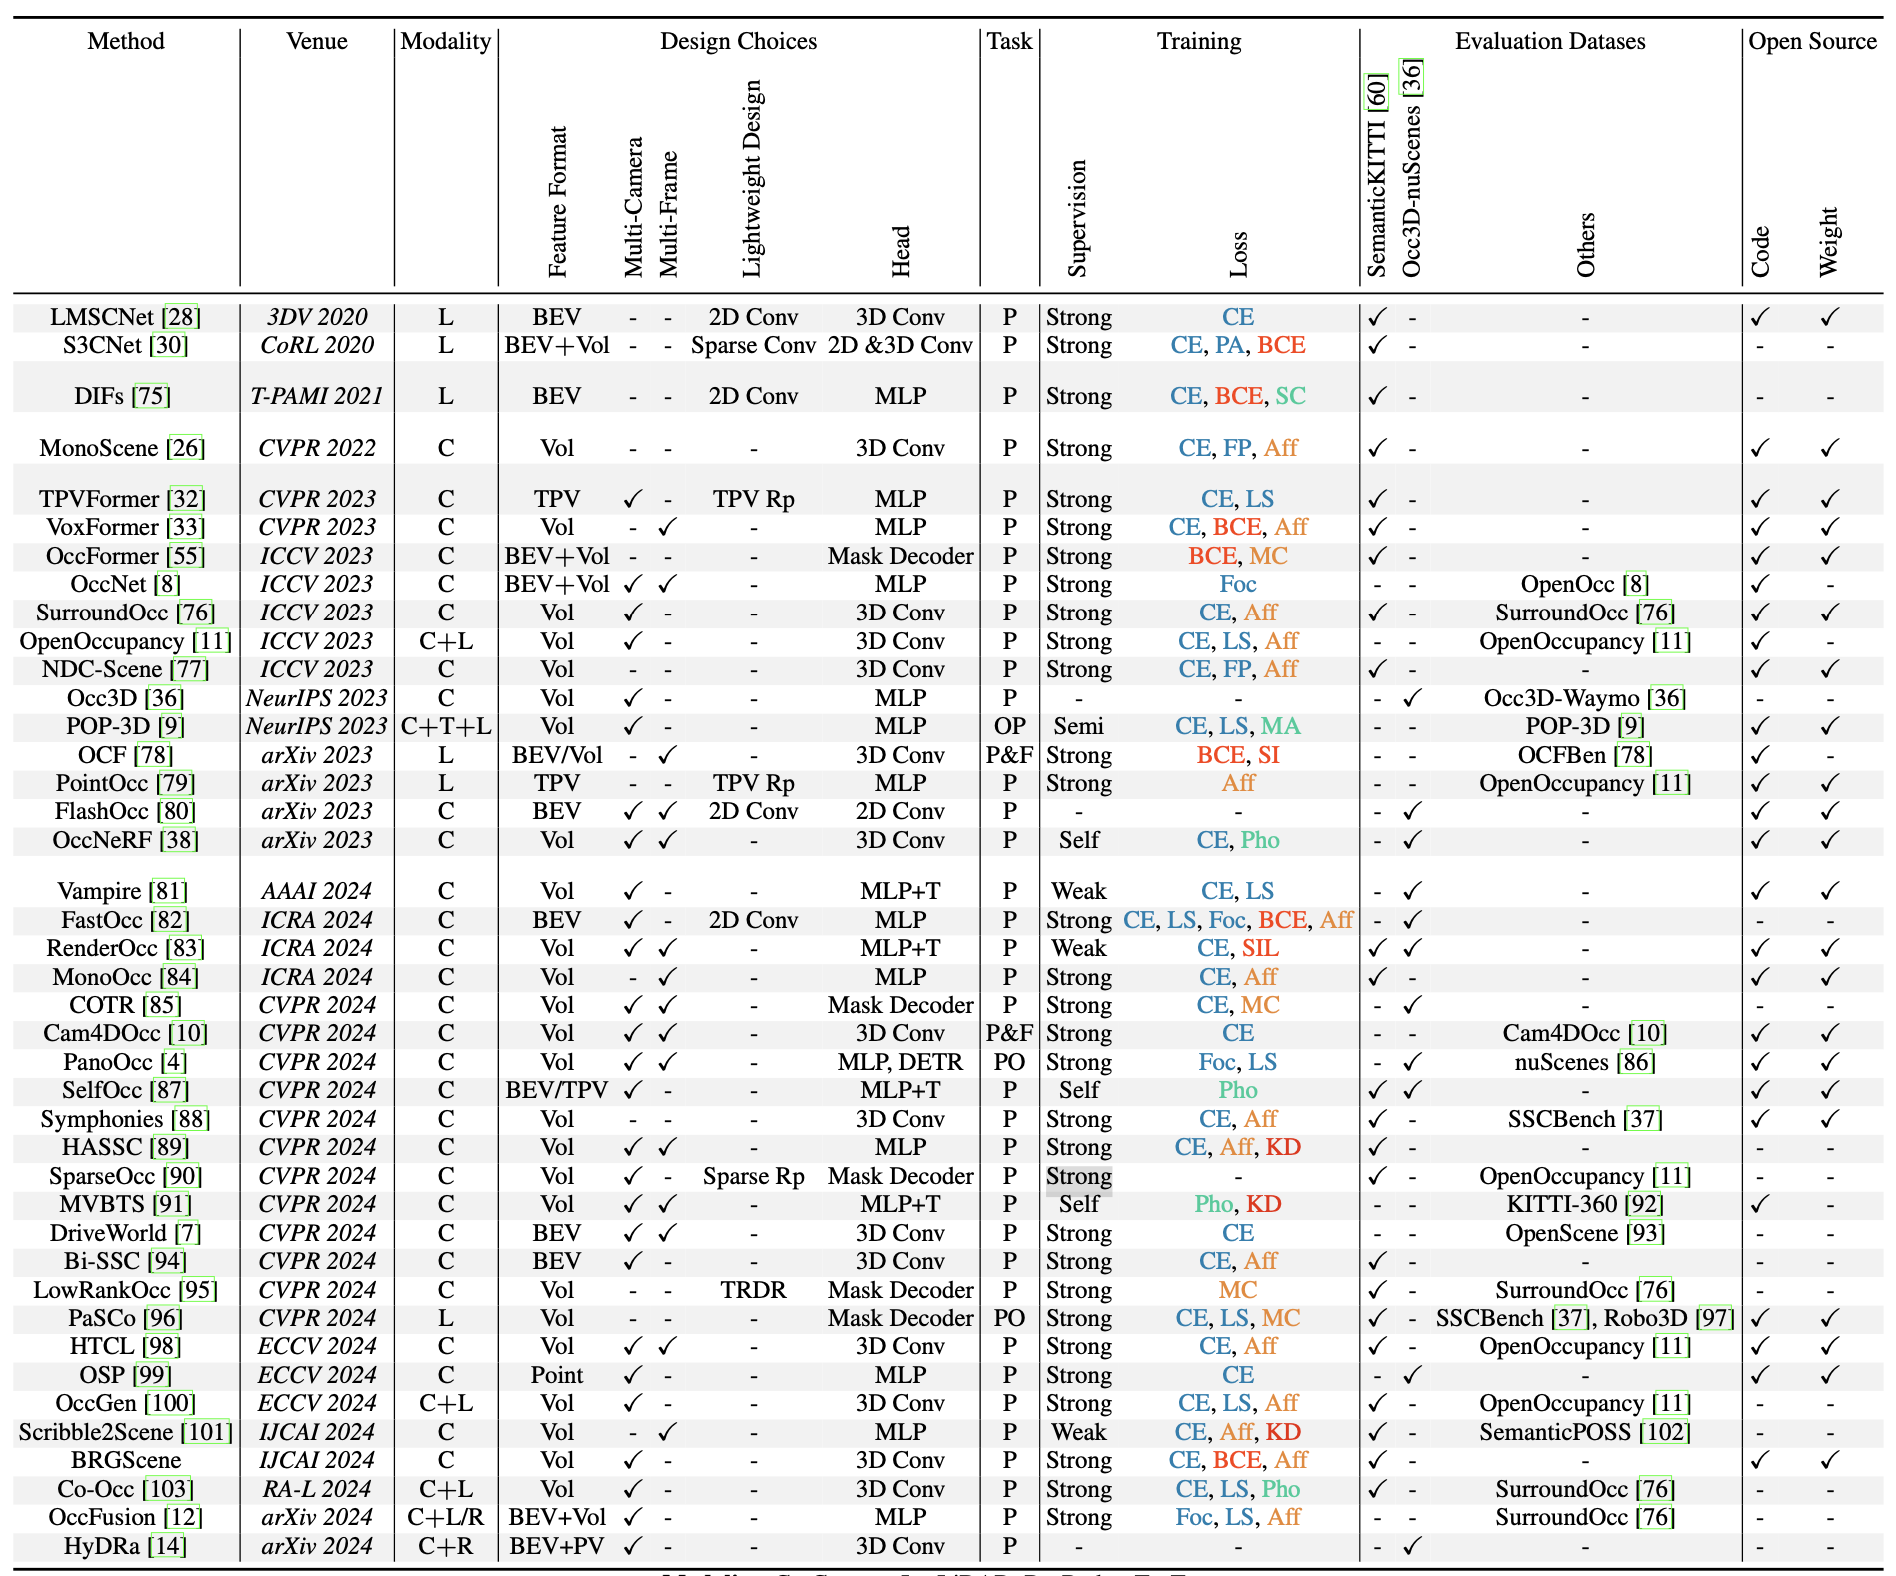 Method Venue Modality Design Choices Task Training Evaluation Datases Open Source
Feature Format Multi-Camera Multi-Frame Lightweight Design Head Supervision Loss SemanticKITTI [60] Occ3D-nuScenes [36] Others Code Weight
LMSCNet [28] 3DV 2020 L BEV - - 2D Conv 3D Conv P Strong CE ✓ - - ✓ ✓
S3CNet [30] CoRL 2020 L BEV+Vol - - Sparse Conv 2D &3D Conv P Strong CE, PA, BCE ✓ - - - -
DIFs [75] T-PAMI 2021 L BEV - - 2D Conv MLP P Strong CE, BCE, SC ✓ - - - -
MonoScene [26] CVPR 2022 C Vol - - - 3D Conv P Strong CE, FP, Aff ✓ - - ✓ ✓
TPVFormer [32] CVPR 2023 C TPV ✓ - TPV Rp MLP P Strong CE, LS ✓ - - ✓ ✓
VoxFormer [33] CVPR 2023 C Vol - ✓ - MLP P Strong CE, BCE, Aff ✓ - - ✓ ✓
OccFormer [55] ICCV 2023 C BEV+Vol - - - Mask Decoder P Strong BCE, MC ✓ - - ✓ ✓
OccNet [8] ICCV 2023 C BEV+Vol ✓ ✓ - MLP P Strong Foc - - OpenOcc [8] ✓ -
SurroundOcc [76] ICCV 2023 C Vol ✓ - - 3D Conv P Strong CE, Aff ✓ - SurroundOcc [76] ✓ ✓
OpenOccupancy [11] ICCV 2023 C+L Vol ✓ - - 3D Conv P Strong CE, LS, Aff - - OpenOccupancy [11] ✓ -
NDC-Scene [77] ICCV 2023 C Vol - - - 3D Conv P Strong CE, FP, Aff ✓ - - ✓ ✓
Occ3D [36] NeurIPS 2023 C Vol ✓ - - MLP P - - - ✓ Occ3D-Waymo [36] - -
POP-3D [9] NeurIPS 2023 C+T+L Vol ✓ - - MLP OP Semi CE, LS, MA - - POP-3D [9] ✓ ✓
OCF [78] arXiv 2023 L BEV/Vol - ✓ - 3D Conv P&F Strong BCE, SI - - OCFBen [78] ✓ -
PointOcc [79] arXiv 2023 L TPV - - TPV Rp MLP P Strong Aff - - OpenOccupancy [11] ✓ ✓
FlashOcc [80] arXiv 2023 C BEV ✓ ✓ 2D Conv 2D Conv P - - - ✓ - ✓ ✓
OccNeRF [38] arXiv 2023 C Vol ✓ ✓ - 3D Conv P Self CE, Pho - ✓ - ✓ ✓
Vampire [81] AAAI 2024 C Vol ✓ - - MLP+T P Weak CE, LS - ✓ - ✓ ✓
FastOcc [82] ICRA 2024 C BEV ✓ - 2D Conv MLP P Strong CE, LS, Foc, BCE, Aff - ✓ - - -
RenderOcc [83] ICRA 2024 C Vol ✓ ✓ - MLP+T P Weak CE, SIL ✓ ✓ - ✓ ✓
MonoOcc [84] ICRA 2024 C Vol - ✓ - MLP P Strong CE, Aff ✓ - - ✓ ✓
COTR [85] CVPR 2024 C Vol ✓ ✓ - Mask Decoder P Strong CE, MC - ✓ - - -
Cam4DOcc [10] CVPR 2024 C Vol ✓ ✓ - 3D Conv P&F Strong CE - - Cam4DOcc [10] ✓ ✓
PanoOcc [4] CVPR 2024 C Vol ✓ ✓ - MLP, DETR PO Strong Foc, LS - ✓ nuScenes [86] ✓ ✓
SelfOcc [87] CVPR 2024 C BEV/TPV ✓ - - MLP+T P Self Pho ✓ ✓ - ✓ ✓
Symphonies [88] CVPR 2024 C Vol - - - 3D Conv P Strong CE, Aff ✓ - SSCBench [37] ✓ ✓
HASSC [89] CVPR 2024 C Vol ✓ ✓ - MLP P Strong CE, Aff, KD ✓ - - - -
SparseOcc [90] CVPR 2024 C Vol ✓ - Sparse Rp Mask Decoder P Strong - ✓ - OpenOccupancy [11] - -
MVBTS [91] CVPR 2024 C Vol ✓ ✓ - MLP+T P Self Pho, KD - - KITTI-360 [92] ✓ -
DriveWorld [7] CVPR 2024 C BEV ✓ ✓ - 3D Conv P Strong CE - - OpenScene [93] - -
Bi-SSC [94] CVPR 2024 C BEV ✓ - - 3D Conv P Strong CE, Aff ✓ - - - -
LowRankOcc [95] CVPR 2024 C Vol - - TRDR Mask Decoder P Strong MC ✓ - SurroundOcc [76] - -
PaSCo [96] CVPR 2024 L Vol - - - Mask Decoder PO Strong CE, LS, MC ✓ - SSCBench [37], Robo3D [97] ✓ ✓
HTCL [98] ECCV 2024 C Vol ✓ ✓ - 3D Conv P Strong CE, Aff ✓ - OpenOccupancy [11] ✓ ✓
OSP [99] ECCV 2024 C Point ✓ - - MLP P Strong CE - ✓ - ✓ ✓
OccGen [100] ECCV 2024 C+L Vol ✓ - - 3D Conv P Strong CE, LS, Aff ✓ - OpenOccupancy [11] - -
Scribble2Scene [101] IJCAI 2024 C Vol - ✓ - MLP P Weak CE, Aff, KD ✓ - SemanticPOSS [102] - -
BRGScene IJCAI 2024 C Vol ✓ - - 3D Conv P Strong CE, BCE, Aff ✓ - - ✓ ✓
Co-Occ [103] RA-L 2024 C+L Vol ✓ - - 3D Conv P Strong CE, LS, Pho ✓ - SurroundOcc [76] - -
OccFusion [12] arXiv 2024 C+L/R BEV+Vol ✓ - - MLP P Strong Foc, LS, Aff - - SurroundOcc [76] - -
HyDRa [14] arXiv 2024 C+R BEV+PV ✓ - - 3D Conv P - - - ✓ - - -